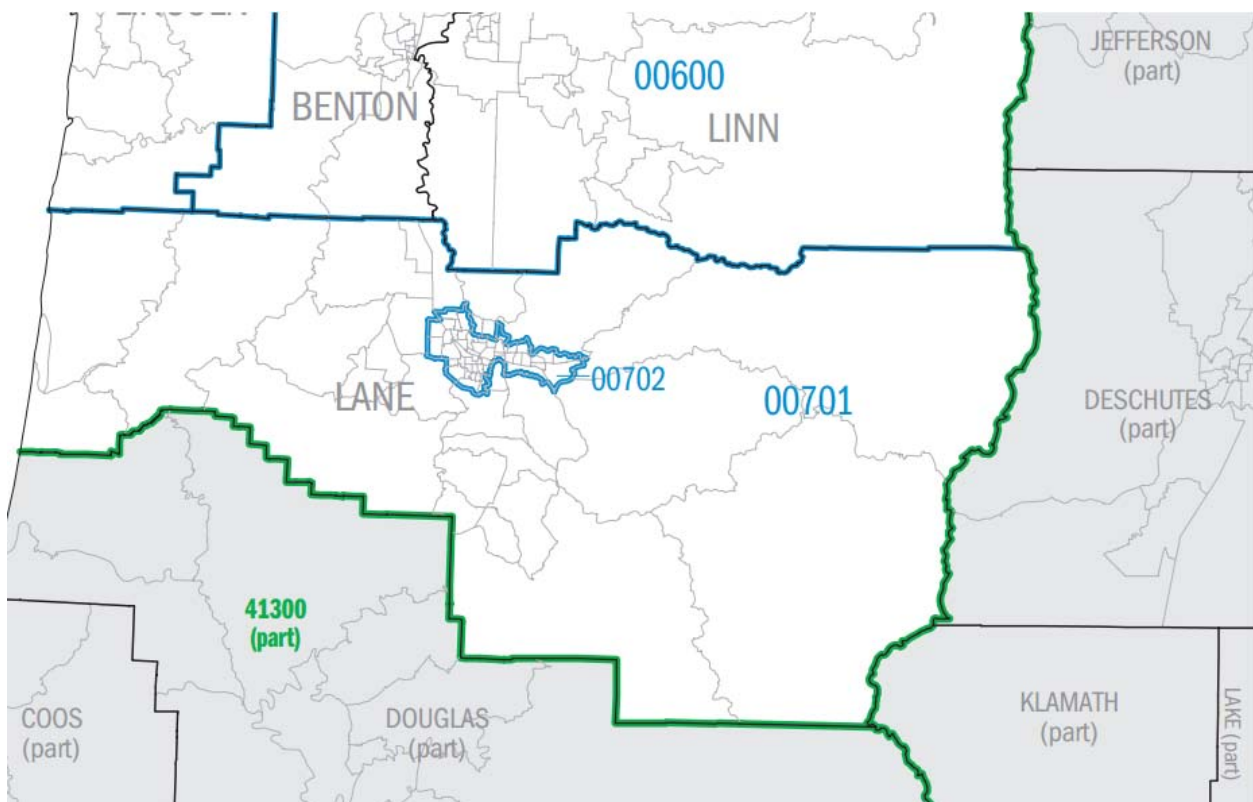 JEFFERSON
(part)
00600
BENTON
LINN
00702
LANE
00701
DESCHUTES
(part)
41300
(part)
COOS
(part)
DOUGLAS
(part)
KLAMATH
(part)
LAKE (part)